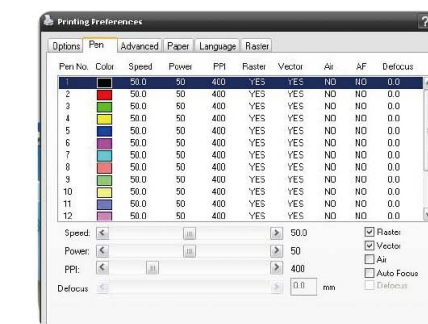 Printing Preferences
?
Options Pen Advanced Paper Language Raster
Pen No. Color Speed Power PPI Raster Vector Air AF Defocus
1 50.0 50 400 YES YES NO NO 0.0
2 50.0 50 400 YES YES NO NO 0.0
3 50.0 50 400 YES YES NO NO 0.0
4 50.0 50 400 YES YES NO NO 0.0
5 50.0 50 400 YES YES NO NO 0.0
6 50.0 50 400 YES YES NO NO 0.0
7 50.0 50 400 YES YES NO NO 0.0
8 50.0 50 400 YES YES NO NO 0.0
9 50.0 50 400 YES YES NO NO 0.0
10 50.0 50 400 YES YES NO NO 0.0
11 50.0 50 400 YES YES NO NO 0.0
12 50.0 50 400 YES YES NO NO 0.0
Speed: 50.0 Raster
Power: 50 Vector
Air
PPI: 400 Auto Focus
Defocus 0.0 mm Defocus